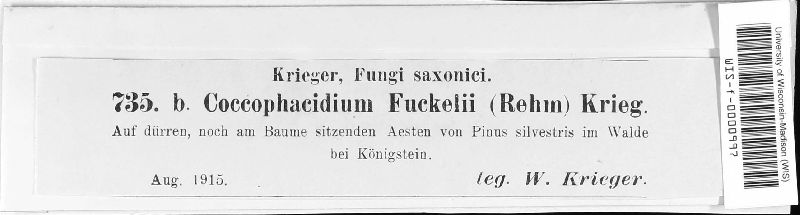 Krieger, Fungi saxonici.
735. b. Coccophacidium Fuckelii (Rehm) Krieg.
Auf dürren, noch am Baume sitzenden Aesten von Pinus silvestris im Walde
bei Königstein.
Aug. 1915. leg. W. Krieger.
University of Wisconsin-Madison (WIS),
WIS-f-0000997